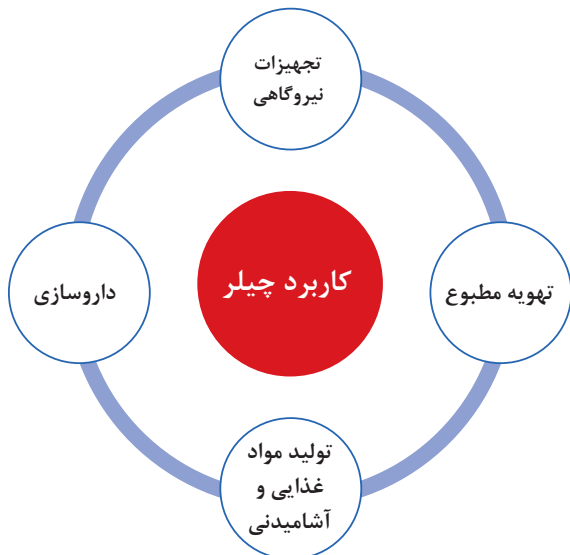 تجهیزات
نیروگاهی
تهویه مطبوع
کاربرد چیلر
داروسازی
تولید مواد
غذایی و
آشامیدنی